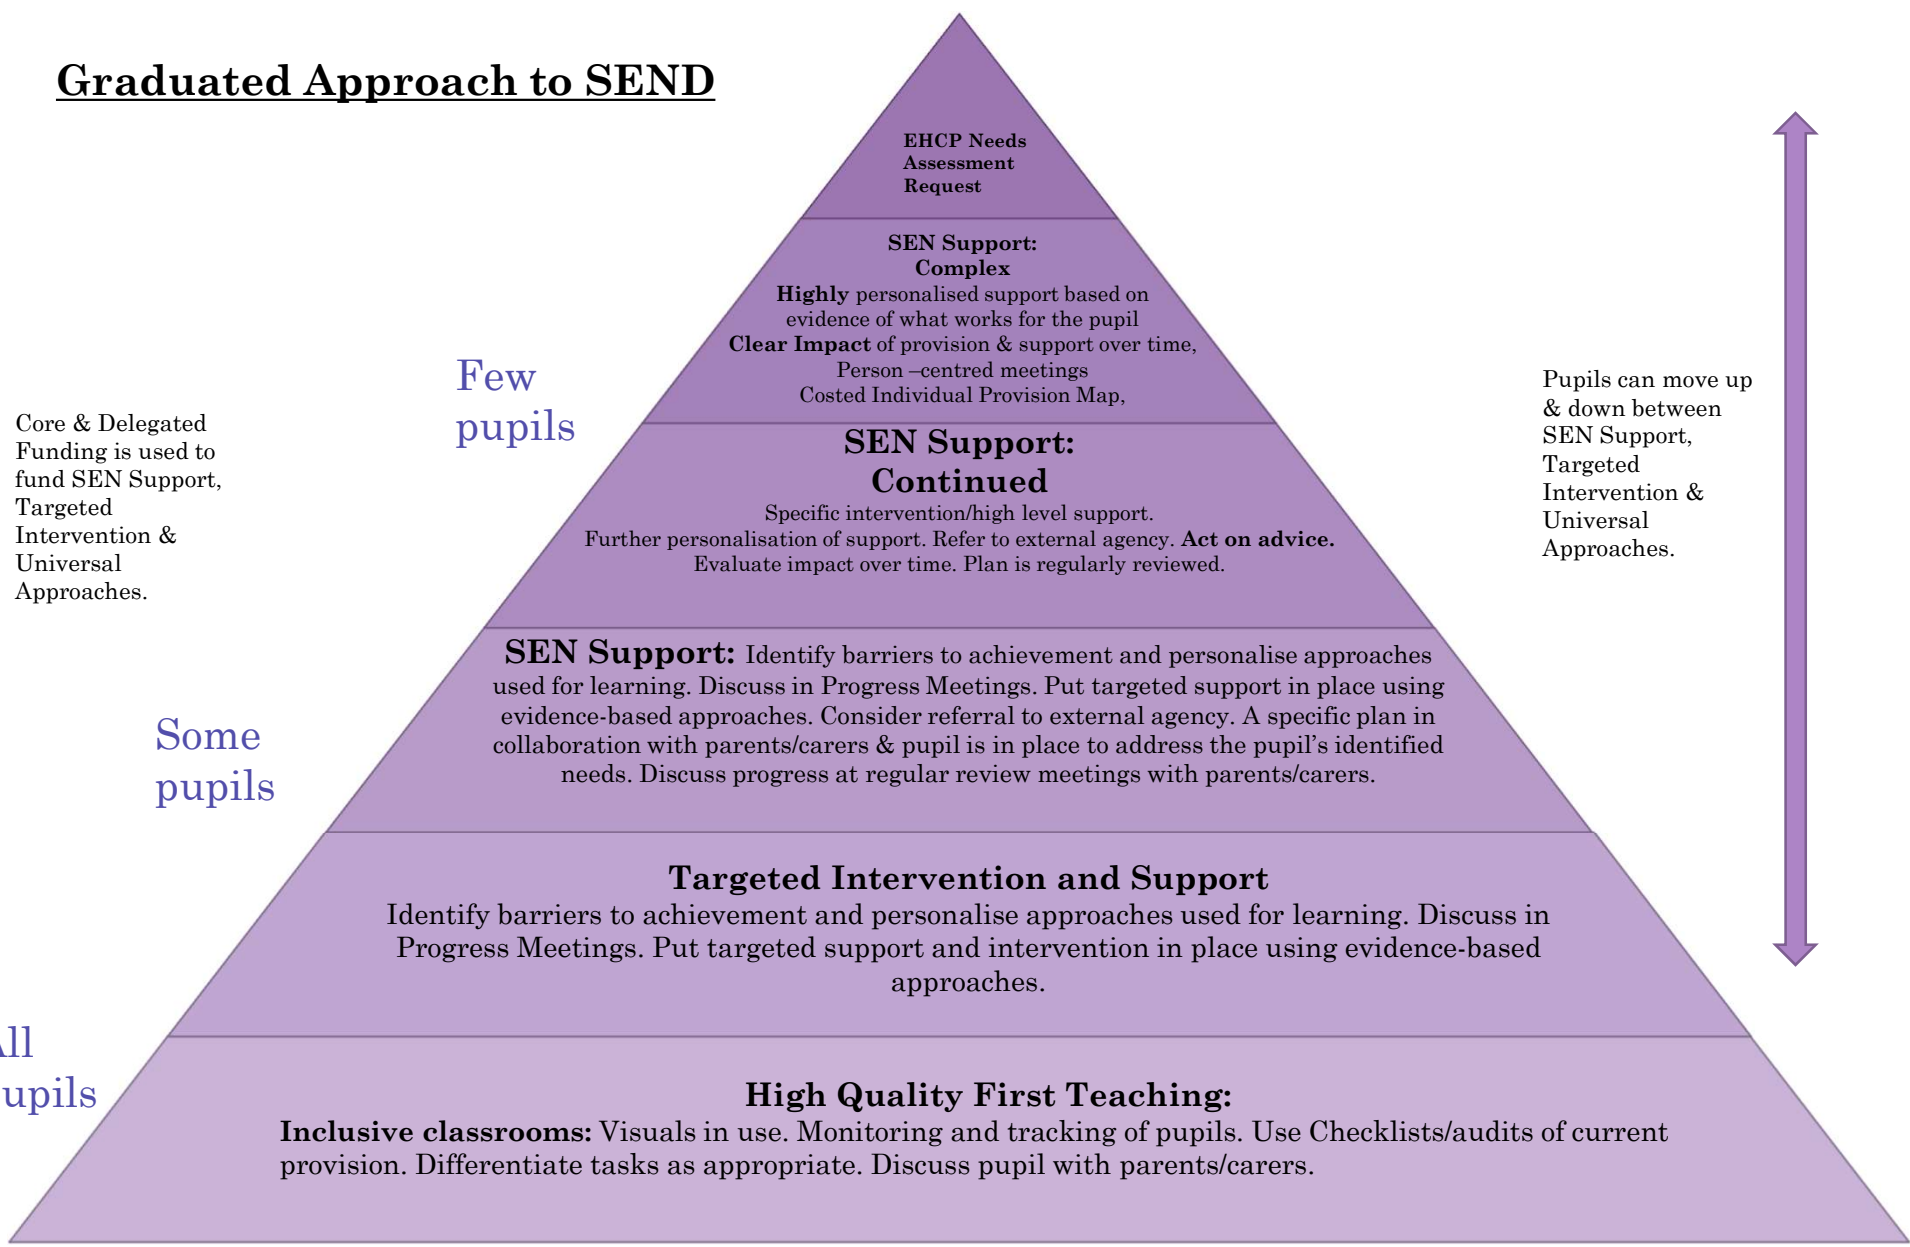 Graduated Approach to SEND
EHCP Needs
Assessment
Request
SEN Support:
Complex
Highly personalised support based on
evidence of what works for the pupil
Clear Impact of provision & support over time,
Person –centred meetings
Costed Individual Provision Map,
Few
pupils
Core & Delegated
Funding is used to
fund SEN Support,
Targeted
Intervention &
Universal
Approaches.
Pupils can move up
& down between
SEN Support,
Targeted
Intervention &
Universal
Approaches.
SEN Support:
Continued
Specific intervention/high level support.
Further personalisation of support. Refer to external agency. Act on advice.
Evaluate impact over time. Plan is regularly reviewed.
SEN Support: Identify barriers to achievement and personalise approaches
used for learning. Discuss in Progress Meetings. Put targeted support in place using
evidence-based approaches. Consider referral to external agency. A specific plan in
collaboration with parents/carers & pupil is in place to address the pupil's identified
needs. Discuss progress at regular review meetings with parents/carers.
Some
pupils
Targeted Intervention and Support
Identify barriers to achievement and personalise approaches used for learning. Discuss in
Progress Meetings. Put targeted support and intervention in place using evidence-based
approaches.
All
upils
High Quality First Teaching:
Inclusive classrooms: Visuals in use. Monitoring and tracking of pupils. Use Checklists/audits of current
provision. Differentiate tasks as appropriate. Discuss pupil with parents/carers.